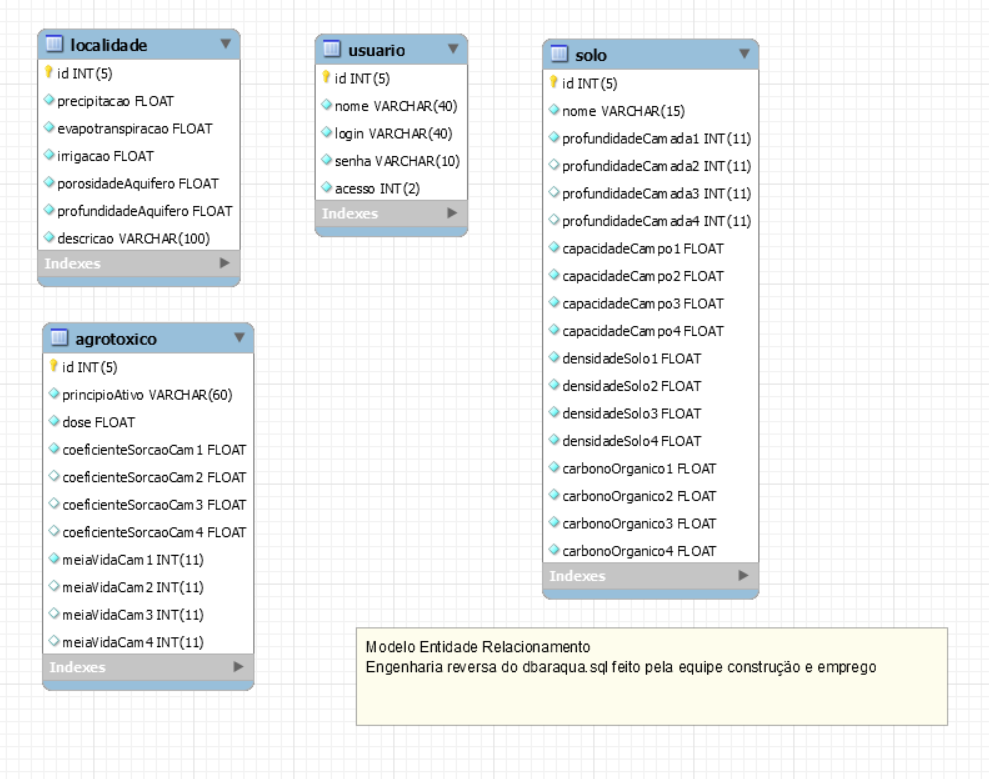 localidade
id INT(5)
precipitacao FLOAT
evapotranspiracao FLOAT
irrigacao FLOAT
porosidadeAquifero FLOAT
profundidadeAquifero FLOAT
descricao VARCHAR(100)
Indexes
usuario
id INT(5)
nome VARCHAR(40)
login VARCHAR(40)
senha VARCHAR(10)
acesso INT(2)
Indexes
solo
id INT(5)
nome VARCHAR(15)
profundidadeCamada1 INT(11)
profundidadeCamada2 INT(11)
profundidadeCamada3 INT(11)
profundidadeCamada4 INT(11)
capacidadeCampo1 FLOAT
capacidadeCampo2 FLOAT
capacidadeCampo3 FLOAT
capacidadeCampo4 FLOAT
densidadeSolo1 FLOAT
densidadeSolo2 FLOAT
densidadeSolo3 FLOAT
densidadeSolo4 FLOAT
carbonoOrganico1 FLOAT
carbonoOrganico2 FLOAT
carbonoOrganico3 FLOAT
carbonoOrganico4 FLOAT
Indexes
agrotoxico
id INT(5)
principioAtivo VARCHAR(60)
dose FLOAT
coeficienteSorcaoCam1 FLOAT
coeficienteSorcaoCam2 FLOAT
coeficienteSorcaoCam3 FLOAT
coeficienteSorcaoCam4 FLOAT
meiaVidaCam1 INT(11)
meiaVidaCam2 INT(11)
meiaVidaCam3 INT(11)
meiaVidaCam4 INT(11)
Indexes
Modelo Entidade Relacionamento
Engenharia reversa do dbaraqua.sql feito pela equipe construção e emprego